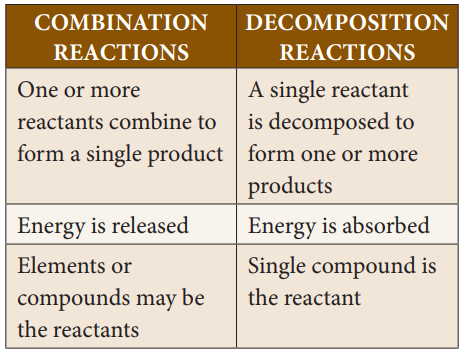 COMBINATION
REACTIONS
DECOMPOSITION
REACTIONS
One or more
reactants combine to
form a single product
A single reactant
is decomposed to
form one or more
products
Energy is released
Energy is absorbed
Elements or
compounds may be
the reactants
Single compound is
the reactant